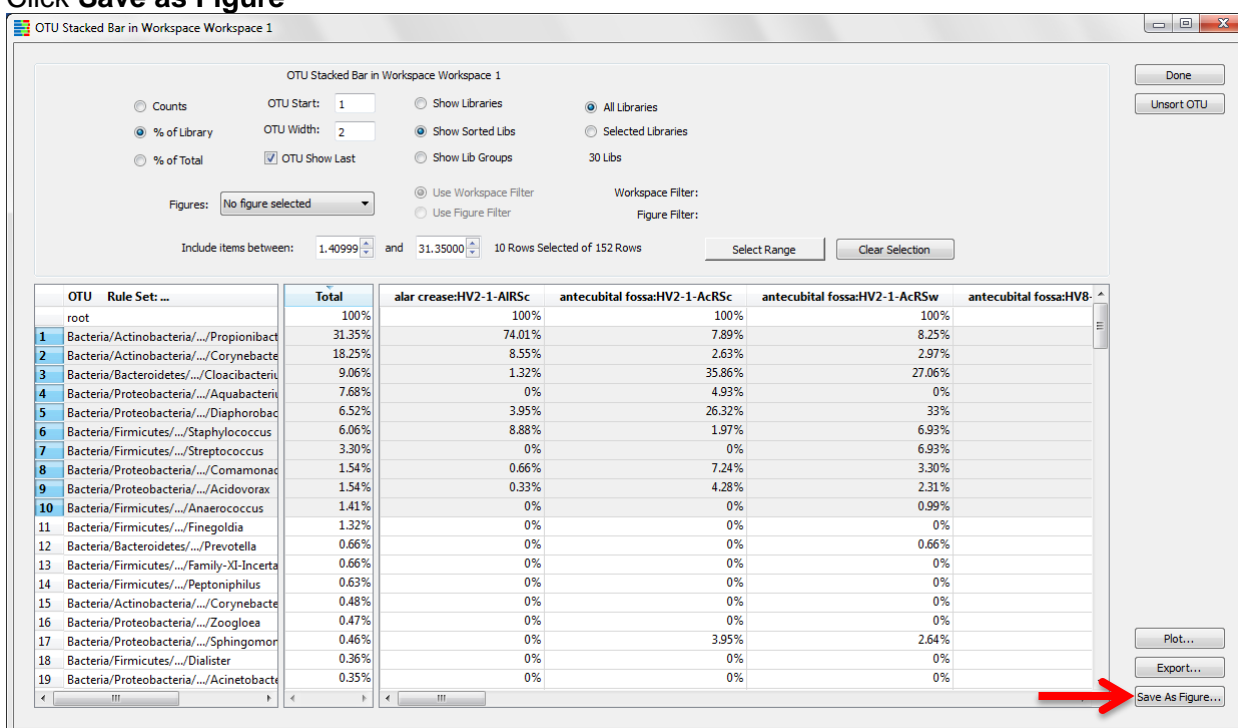 Click Save as Figure
OTU Stacked Bar in Workspace Workspace 1
OTU Stacked Bar in Workspace Workspace 1
Done
Counts OTU Start: 1 Show Libraries All Libraries Unsort OTU
% of Library OTU Width: 2 Show Sorted Libs Selected Libraries
% of Total OTU Show Last Show Lib Groups 30 Libs
Figures: No figure selected Use Workspace Filter Workspace Filter:
Use Figure Filter Figure Filter:
Include items between: 1.40999 and 31.35000 10 Rows Selected of 152 Rows Select Range Clear Selection
OTU Rule Set: ... Total alar crease:HV2-1-AlRSc antecubital fossa:HV2-1-AcRSc antecubital fossa:HV2-1-AcRSw antecubital fossa:HV8-
root 100% 100% 100% 100%
1 Bacteria/Actinobacteria/.../Propionibact 31.35% 74.01% 7.89% 8.25%
2 Bacteria/Actinobacteria/.../Corynebacte 18.25% 8.55% 2.63% 2.97%
3 Bacteria/Bacteroidetes/.../Cloacibacteriu 9.06% 1.32% 35.86% 27.06%
4 Bacteria/Proteobacteria/.../Aquabacteriu 7.68% 0% 4.93% 0%
5 Bacteria/Proteobacteria/.../Diaphorobac 6.52% 3.95% 26.32% 33%
6 Bacteria/Firmicutes/.../Staphylococcus 6.06% 8.88% 1.97% 6.93%
7 Bacteria/Firmicutes/.../Streptococcus 3.30% 0% 0% 6.93%
8 Bacteria/Proteobacteria/.../Comamonac 1.54% 0.66% 7.24% 3.30%
9 Bacteria/Proteobacteria/.../Acidovorax 1.54% 0.33% 4.28% 2.31%
10 Bacteria/Firmicutes/.../Anaerococcus 1.41% 0% 0% 0.99%
11 Bacteria/Firmicutes/.../Finegoldia 1.32% 0% 0% 0%
12 Bacteria/Bacteroidetes/.../Prevotella 0.66% 0% 0% 0.66%
13 Bacteria/Firmicutes/.../Family-XI-Incerta 0.66% 0% 0% 0%
14 Bacteria/Firmicutes/.../Peptoniphilus 0.63% 0% 0% 0%
15 Bacteria/Actinobacteria/.../Corynebacte 0.48% 0% 0% 0%
16 Bacteria/Proteobacteria/.../Zoogloea 0.47% 0% 0% 0%
17 Bacteria/Proteobacteria/.../Sphingomor 0.46% 0% 3.95% 2.64% Plot...
18 Bacteria/Firmicutes/.../Dialister 0.36% 0% 0% 0% Export...
19 Bacteria/Proteobacteria/.../Acinetobacte 0.35% 0% 0% 0%
Save As Figure...